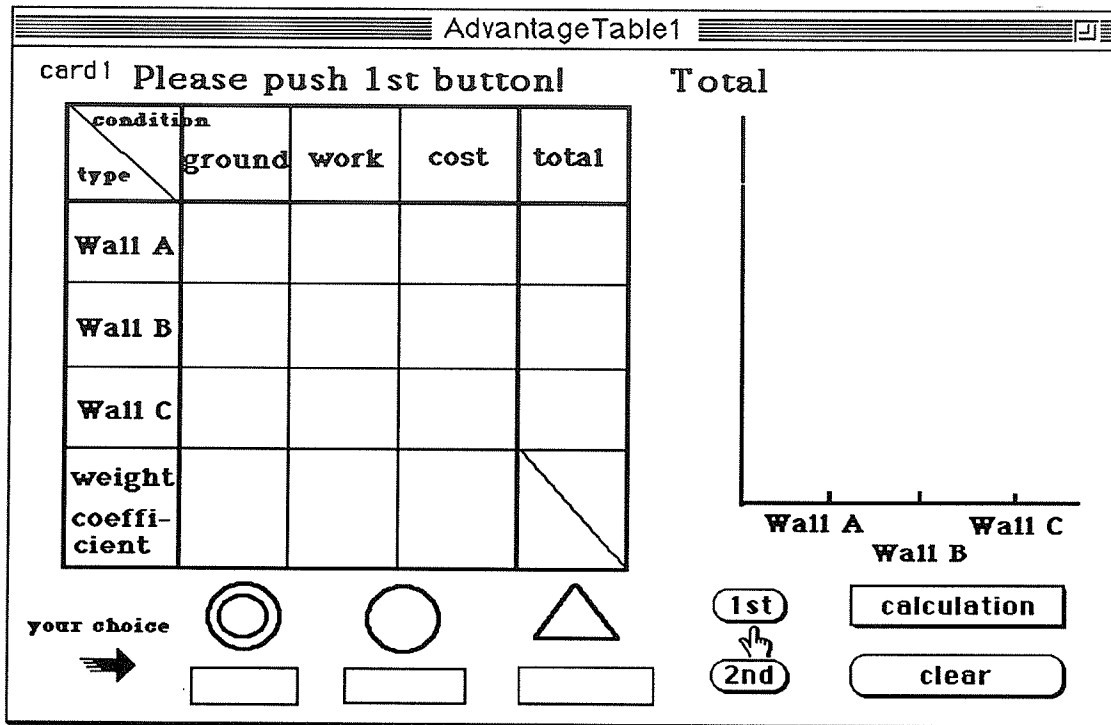 AdvantageTable1
card1
Please push 1st button!
Total
condition
type
ground
work
cost
total
Wall A
Wall B
Wall C
weight
coeffi-
cient
Wall A
Wall C
Wall B
your choice
1st
calculation
2nd
clear